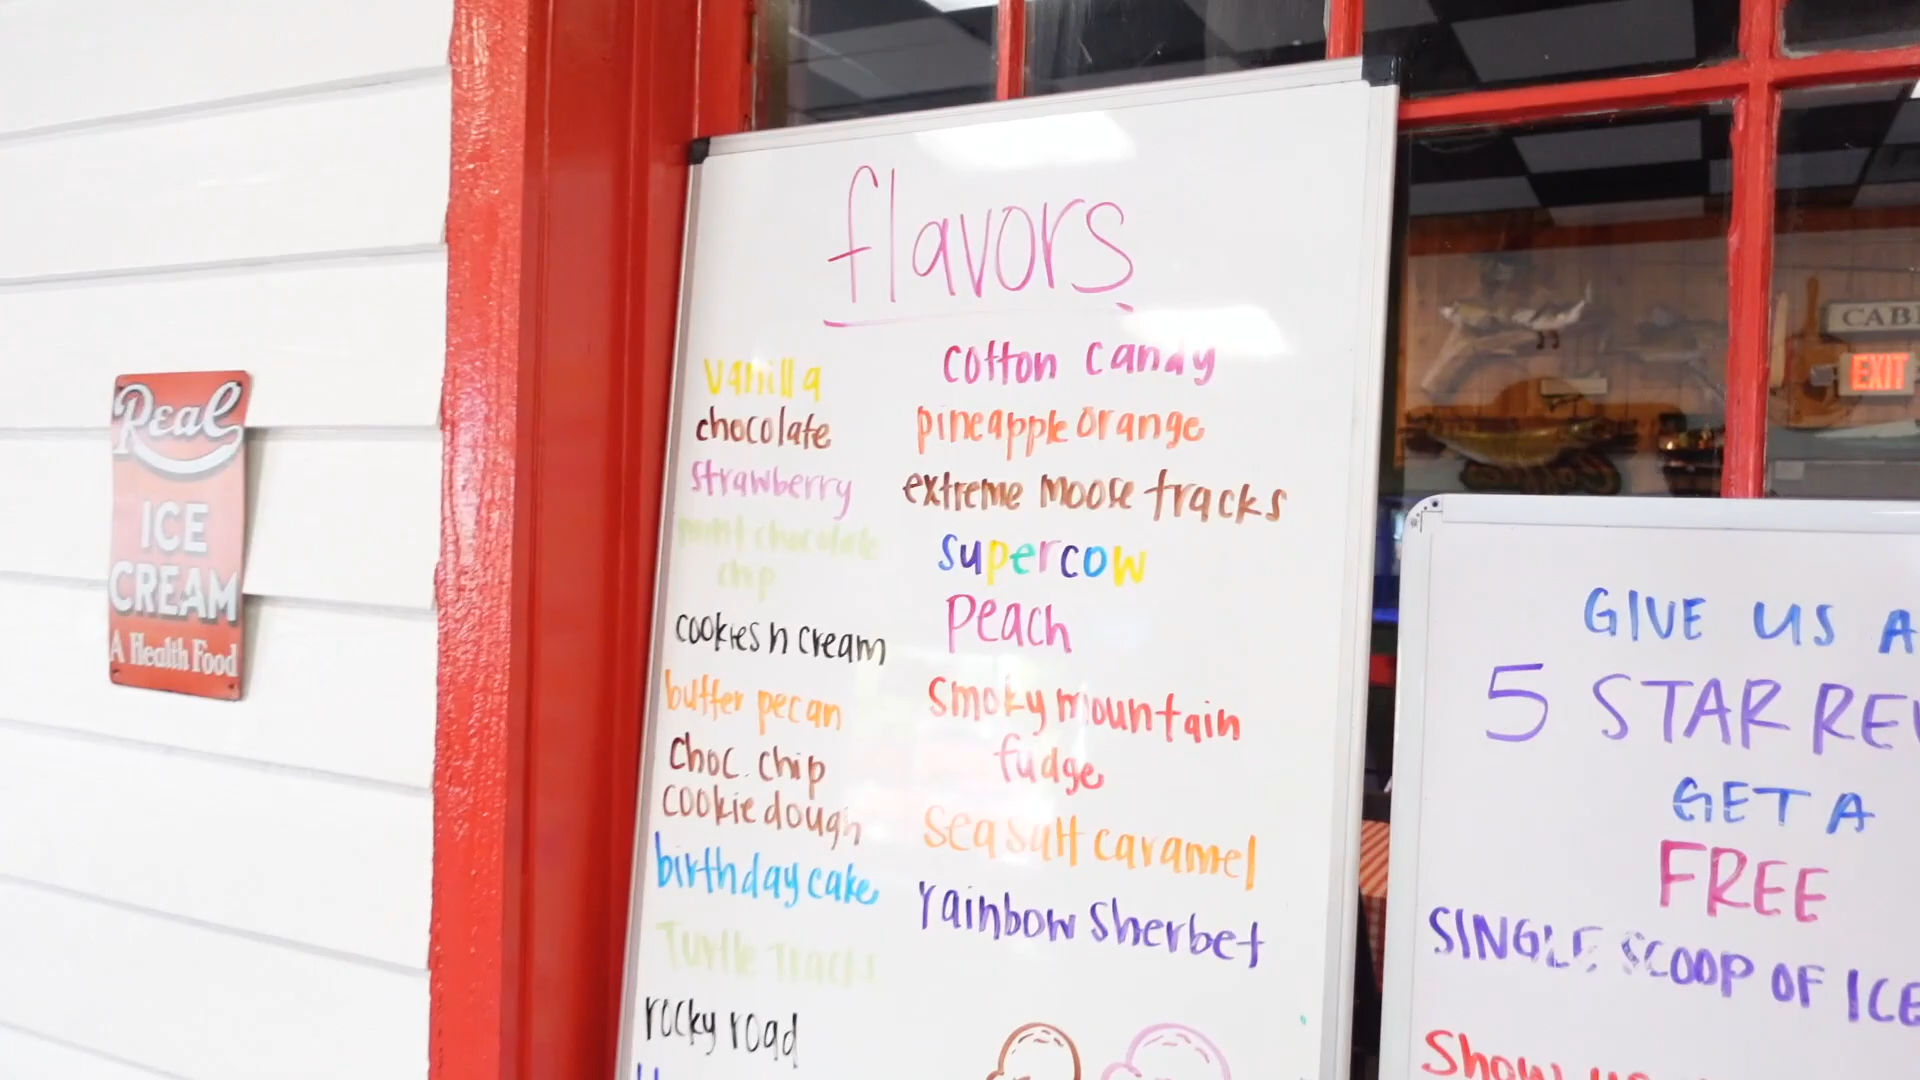 Real
ICE
CREAM
A Health Food
flavors
vanilla
chocolate
strawberry
mint chocolate
chip
cookies n cream
butter pecan
choc. chip
cookie dough
birthday cake
Turtle Tracks
rocky road
cotton candy
pineapple orange
extreme moose tracks
supercow
peach
smoky mountain
fudge
sea salt caramel
rainbow sherbet
EXIT
GIVE US A
5 STAR
GET A
FREE
SINGLE SCOOP OF ICE
Show